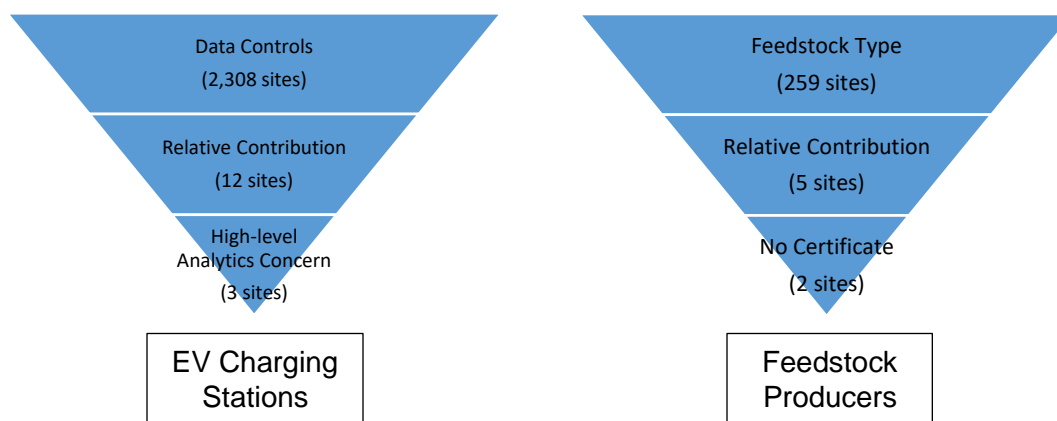 Data Controls
(2,308 sites)
Relative Contribution
(12 sites)
High-level
Analytics Concern
(3 sites)
EV Charging
Stations
Feedstock Type
(259 sites)
Relative Contribution
(5 sites)
No Certificate
(2 sites)
Feedstock
Producers